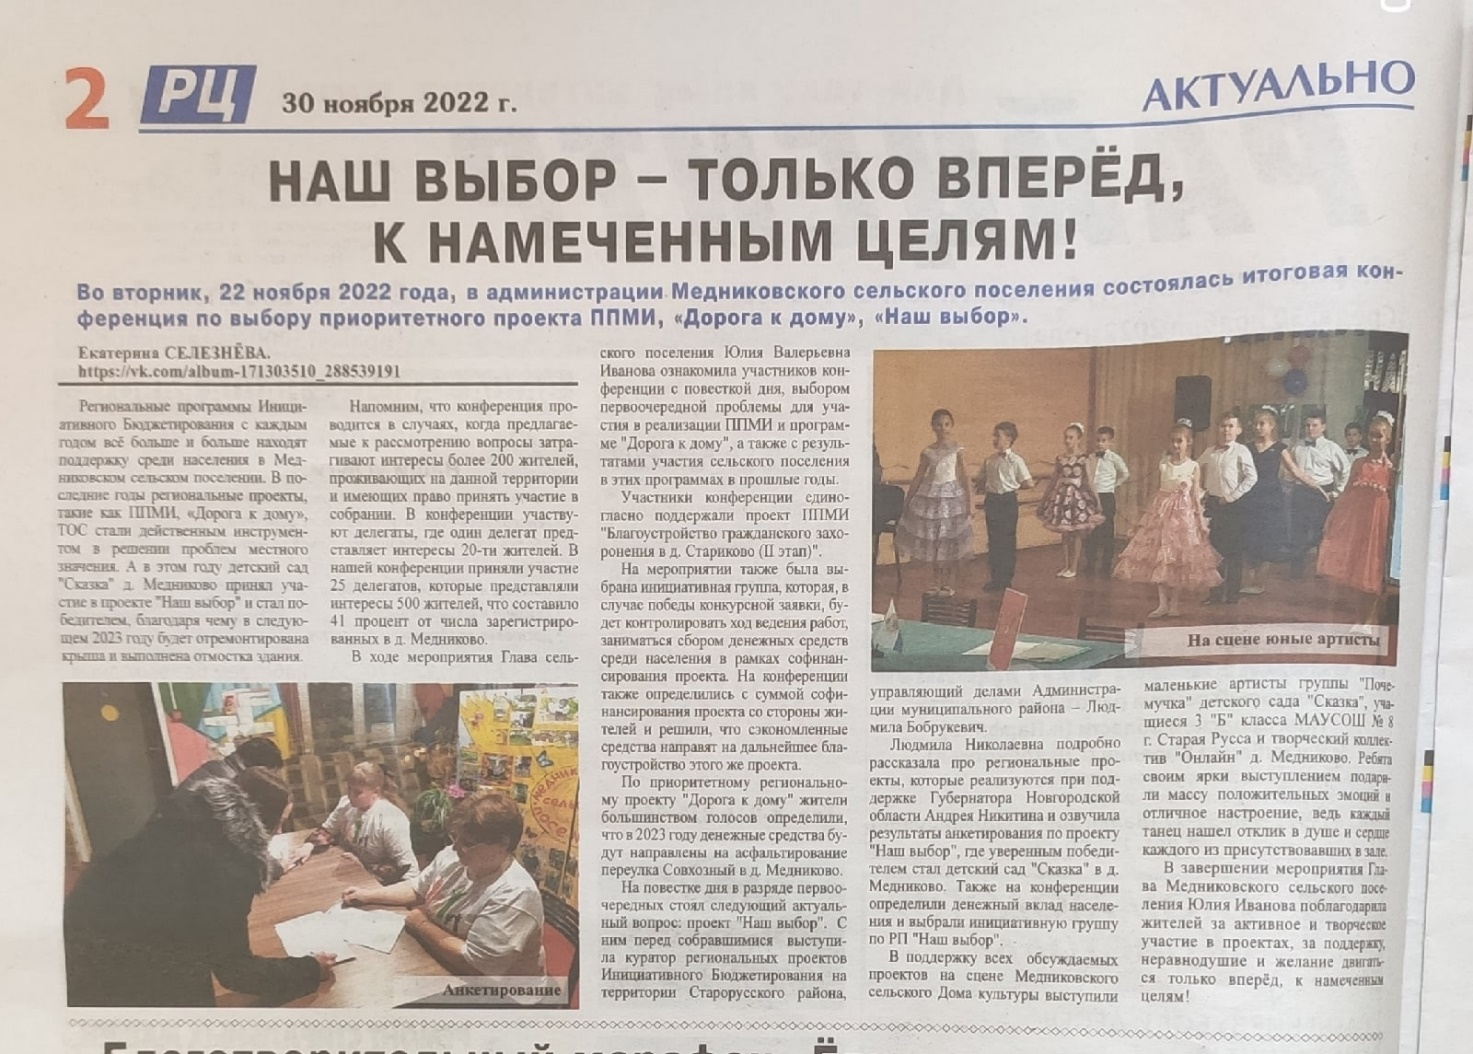 2 РЦ 30 ноября 2022 г. АКТУАЛЬНО
НАШ ВЫБОР – ТОЛЬКО ВПЕРЁД,
К НАМЕЧЕННЫМ ЦЕЛЯМ!
Во вторник, 22 ноября 2022 года, в администрации Медниковского сельского поселения состоялась итоговая кон-
ференция по выбору приоритетного проекта ППМИ, «Дорога к дому», «Наш выбор».
Екатерина СЕЛЕЗНЁВА.
https://vk.com/album-171303510_288539191
Региональные программы Иници-
ативного Бюджетирования с каждым
годом всё больше и больше находят
поддержку среди населения в Мед-
никовском сельском поселении. В по-
следние годы региональные проекты,
такие как ППМИ, «Дорога к дому»,
ТОС стали действенным инструмен-
том в решении проблем местного
значения. А в этом году детский сад
"Сказка" д. Медниково принял уча-
стие в проекте "Наш выбор" и стал по-
бедителем, благодаря чему в следую-
щем 2023 году будет отремонтирована
крыша и выполнена отмостка здания.
Напомним, что конференция про-
водится в случаях, когда предлагае-
мые к рассмотрению вопросы затра-
гивают интересы более 200 жителей,
проживающих на данной территории
и имеющих право принять участие в
собрании. В конференции участву-
ют делегаты, где один делегат пред-
ставляет интересы 20-ти жителей. В
нашей конференции приняли участие
25 делегатов, которые представляли
интересы 500 жителей, что составило
41 процент от числа зарегистриро-
ванных в д. Медниково.
В ходе мероприятия Глава сель-
ского поселения Юлия Валерьевна
Иванова ознакомила участников кон-
ференции с повесткой дня, выбором
первоочередной проблемы для уча-
стия в реализации ППМИ и програм-
ме "Дорога к дому", а также с резуль-
татами участия сельского поселения
в этих программах в прошлые годы.
Участники конференции едино-
гласно поддержали проект ППМИ
"Благоустройство гражданского захо-
ронения в д. Стариково (II этап)".
На мероприятии также была вы-
брана инициативная группа, которая, в
случае победы конкурсной заявки, бу-
дет контролировать ход ведения работ,
заниматься сбором денежных средств
среди населения в рамках софинан-
сирования проекта. На конференции
также определились с суммой софи-
нансирования проекта со стороны жи-
телей и решили, что сэкономленные
средства направят на дальнейшее бла-
гоустройство этого же проекта.
По приоритетному регионально-
му проекту "Дорога к дому" жители
большинством голосов определили,
что в 2023 году денежные средства бу-
дут направлены на асфальтирование
переулка Совхозный в д. Медниково.
На повестке дня в разряде первоо-
чередных стоял следующий актуаль-
ный вопрос: проект "Наш выбор". С
ним перед собравшимися выступи-
ла куратор региональных проектов
Инициативного Бюджетирования на
территории Старорусского района,
На сцене юные артисты
управляющий делами Администра-
ции муниципального района – Люд-
мила Бобрукевич.
Людмила Николаевна подробно
рассказала про региональные про-
екты, которые реализуются при под-
держке Губернатора Новгородской
области Андрея Никитина и озвучила
результаты анкетирования по проекту
"Наш выбор", где уверенным победи-
телем стал детский сад "Сказка" в д.
Медниково. Также на конференции
определили денежный вклад населе-
ния и выбрали инициативную группу
по РП "Наш выбор".
В поддержку всех обсуждаемых
проектов на сцене Медниковского
сельского Дома культуры выступили
маленькие артисты группы "Поче-
мучка" детского сада "Сказка", уча-
щиеся 3 "Б" класса МАУСОШ № 8
г. Старая Русса и творческий коллек-
тив "Онлайн" д. Медниково. Ребята
своим ярки выступлением подари-
ли массу положительных эмоций и
отличное настроение, ведь каждый
танец нашел отклик в душе и сердце
каждого из присутствовавших в зале.
В завершении мероприятия Гла-
ва Медниковского сельского посе-
ления Юлия Иванова поблагодарила
жителей за активное и творческое
участие в проектах, за поддержку,
неравнодушие и желание двигать-
ся только вперёд, к намеченным
целям!
Анкетирование